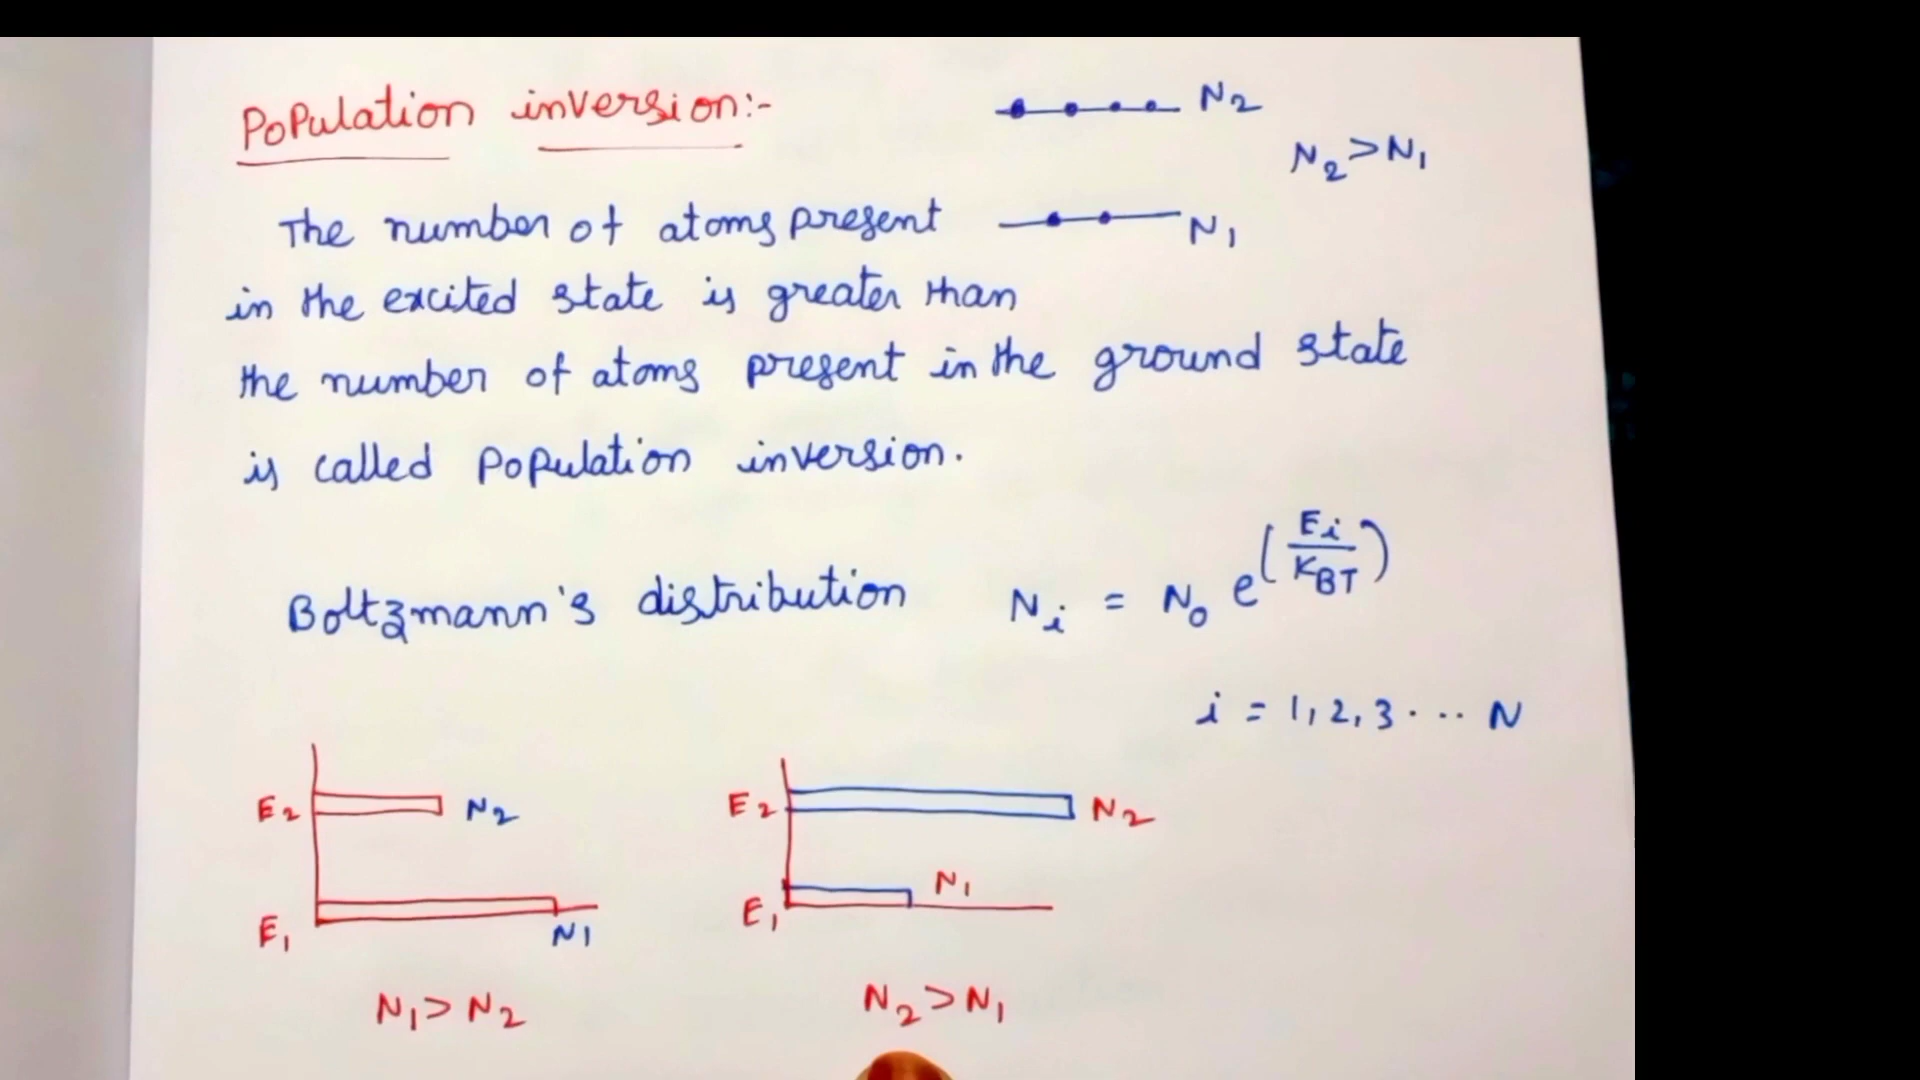 Population inversion:-
N2
N2 > N1
The number of atoms present
N1
in the excited state is greater than
the number of atoms present in the ground state
is called population inversion.
Boltzmann's distribution Ni = N0 e^(Ei/KBT)
i = 1, 2, 3 .... N
E2 N2
E2 N2
E1 N1
E1 N1
N1 > N2
N2 > N1